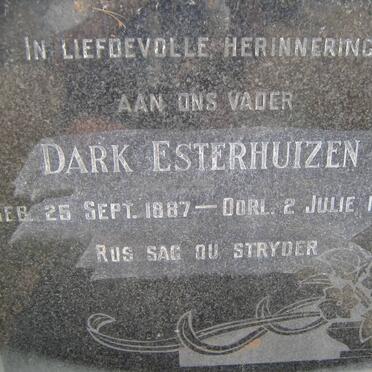 IN LIEFDEVOLLE HERINNERING
AAN ONS VADER
DARK ESTERHUIZEN
GEB. 25 SEPT. 1887 — OORL. 2 JULIE
RUS SAG OU STRYDER